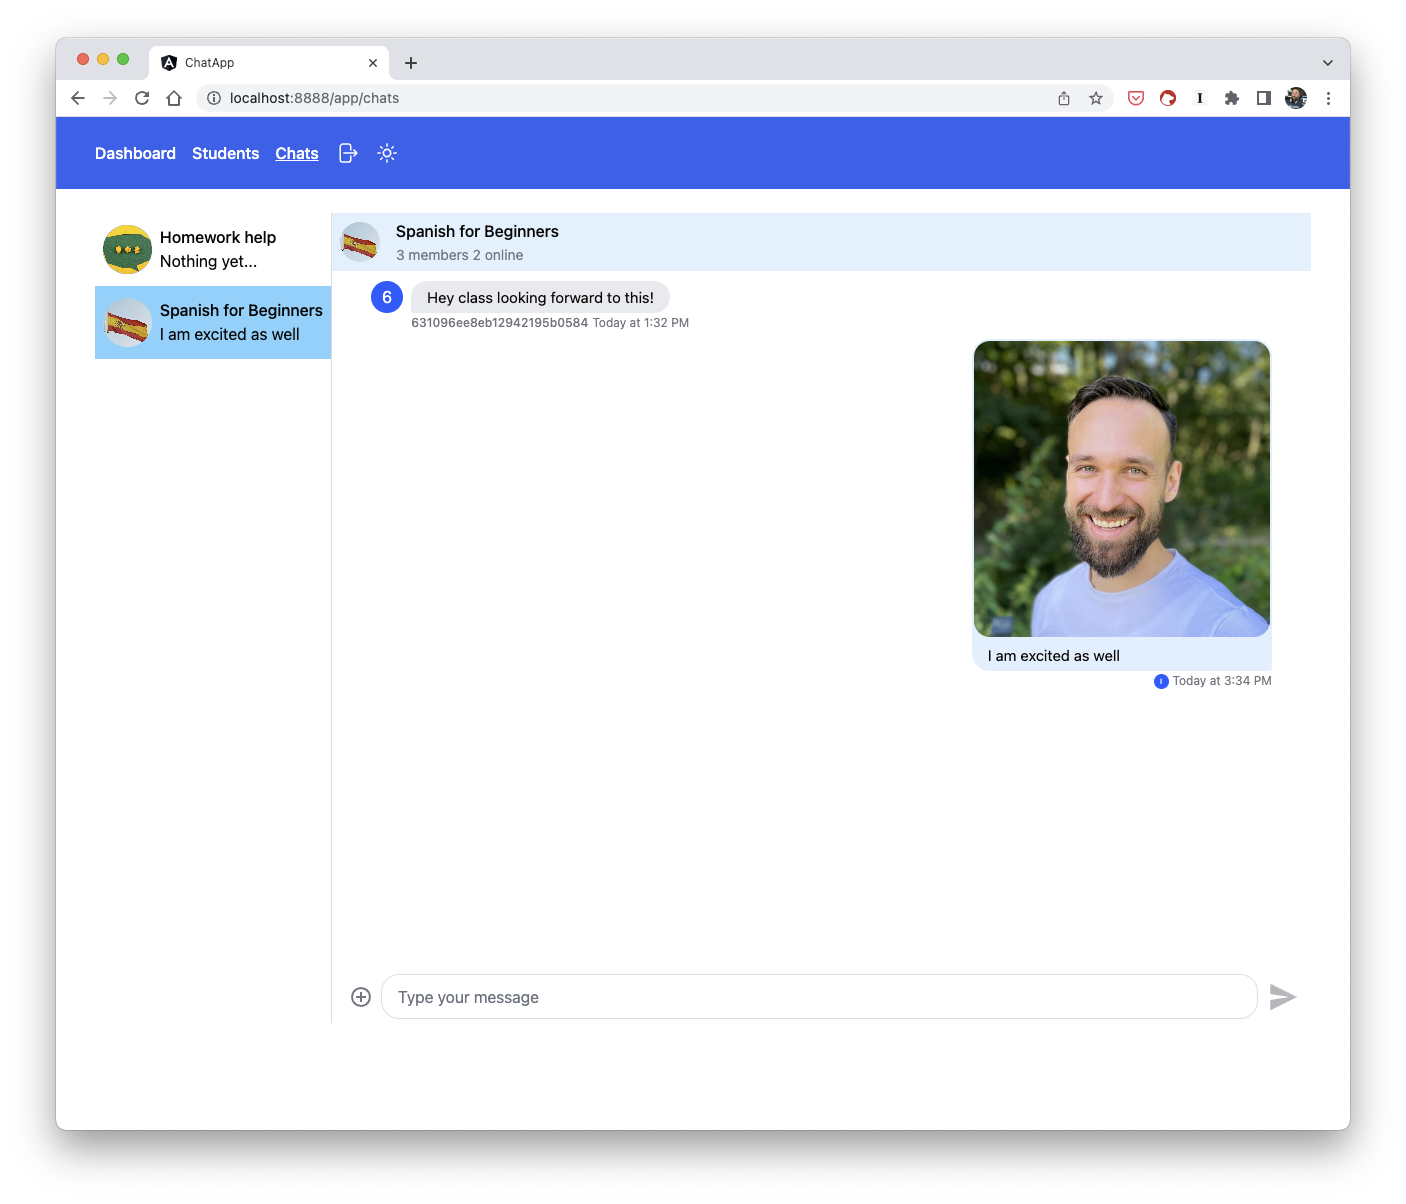 ChatApp
localhost:8888/app/chats
Dashboard Students Chats
Homework help
Nothing yet...
Spanish for Beginners
I am excited as well
Spanish for Beginners
3 members 2 online
6 Hey class looking forward to this!
631096ee8eb12942195b0584 Today at 1:32 PM
I am excited as well
I Today at 3:34 PM
Type your message